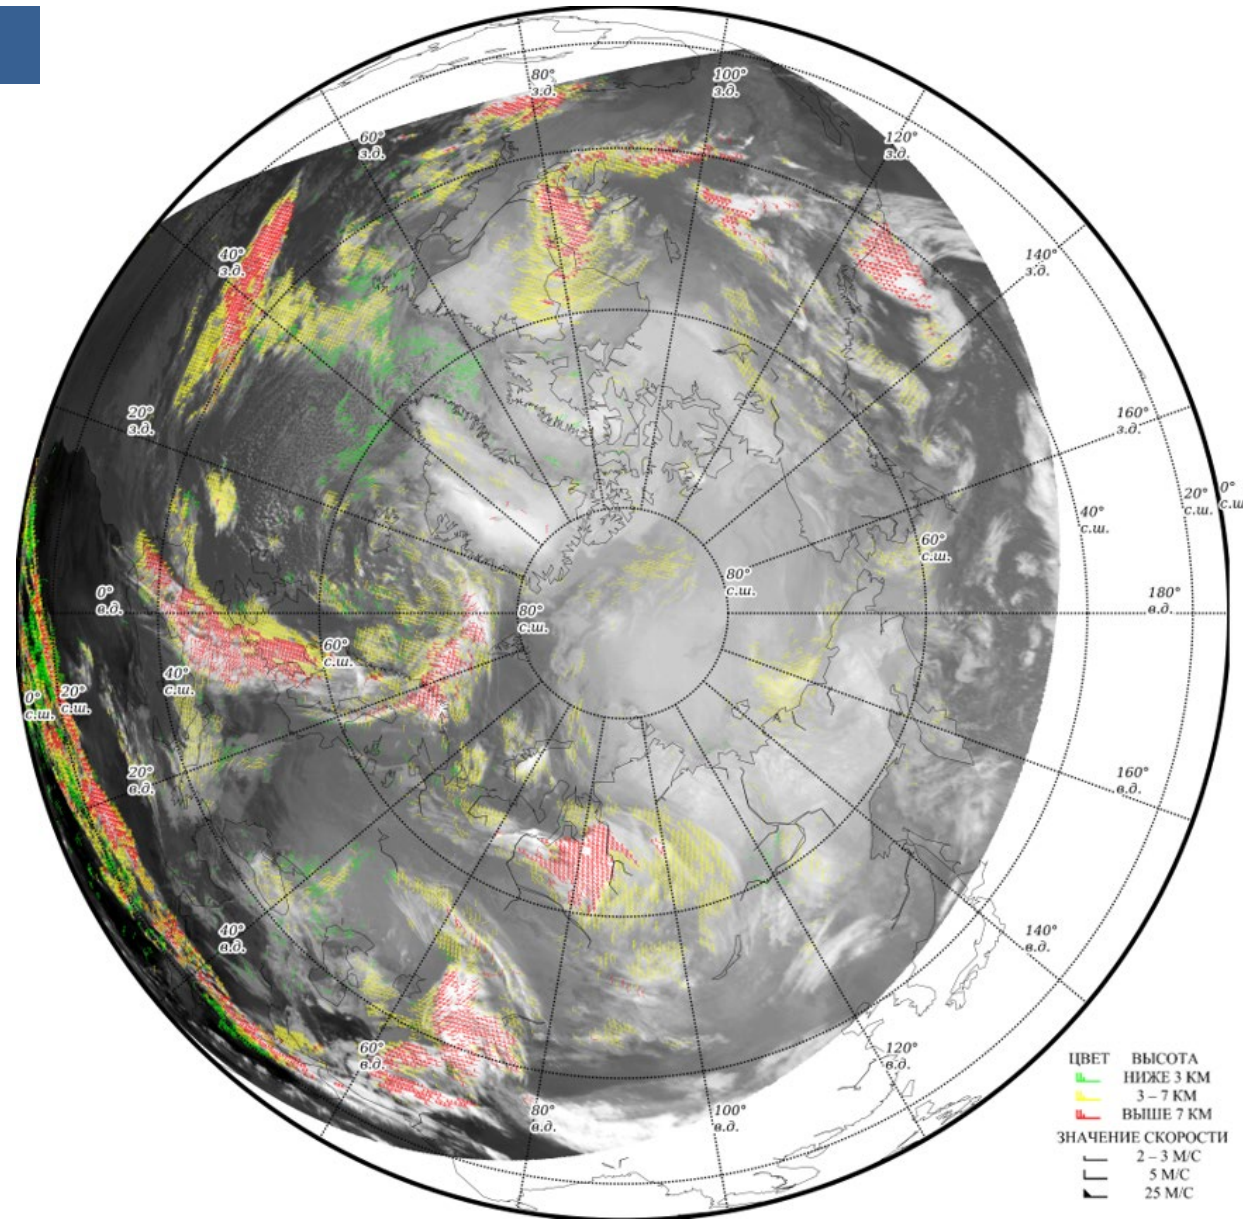 80°
з.д.
100°
з.д.
60°
з.д.
120°
з.д.
40°
з.д.
140°
з.д.
20°
з.д.
160°
з.д.
0°
с.ш.
20°
с.ш.
40°
с.ш.
60°
с.ш.
80°
с.ш.
0°
в.д.
180°
в.д.
80°
с.ш.
60°
с.ш.
40°
с.ш.
20°
с.ш.
0°
с.ш.
20°
в.д.
160°
в.д.
40°
в.д.
140°
в.д.
60°
в.д.
120°
в.д.
80°
в.д.
100°
в.д.
ЦВЕТ ВЫСОТА
НИЖЕ 3 КМ
3 – 7 КМ
ВЫШЕ 7 КМ
ЗНАЧЕНИЕ СКОРОСТИ
2 – 3 М/С
5 М/С
25 М/С